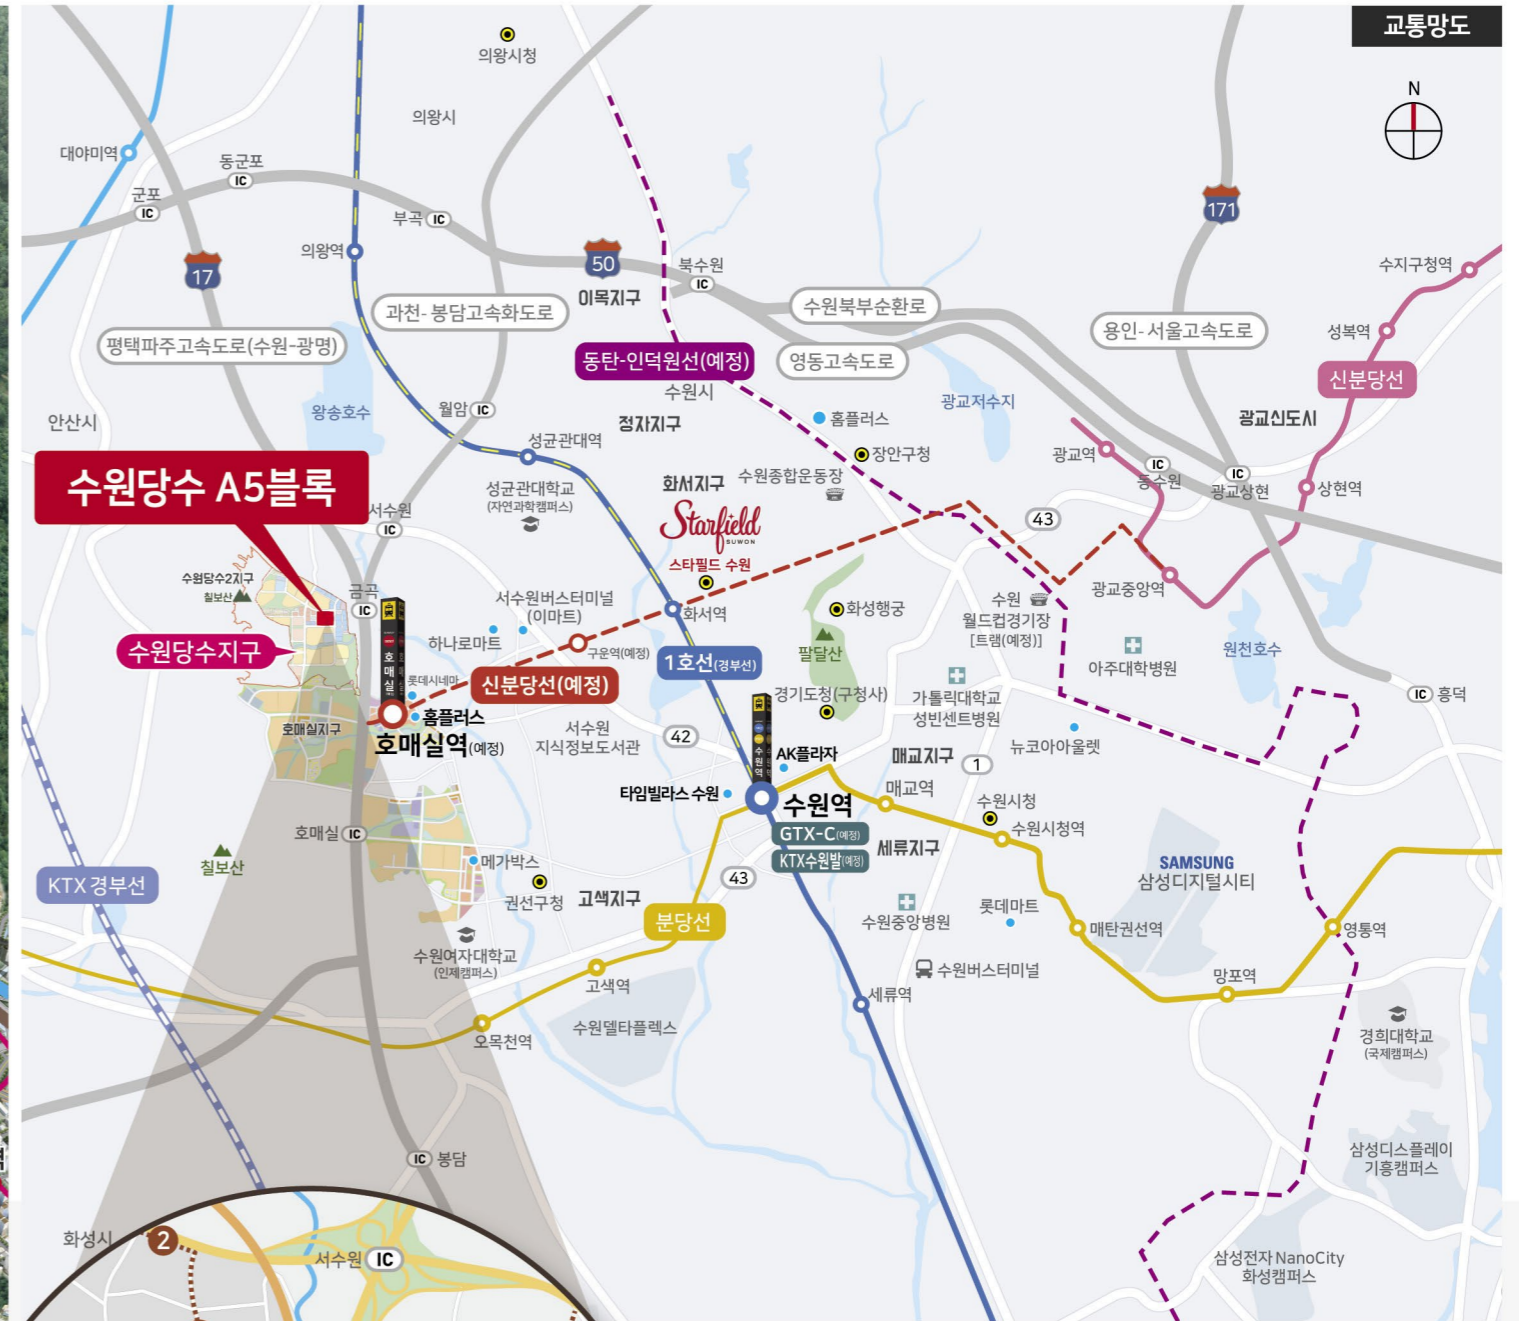 교통망도
N
의왕시청
의왕시
대야미역
동군포
IC
군포
IC
부곡 IC
의왕역
17
50
171
북수원
IC
이목지구
수지구청역
과천- 봉담고속화도로
수원북부순환로
용인- 서울고속도로
성복역
평택파주고속도로(수원-광명)
동탄-인덕원선(예정)
영동고속도로
신분당선
수원시
왕송호수
월암 IC
광교저수지
안산시
정자지구
홈플러스
광교신도시
성균관대역
장안구청
광교역
IC
동수원
IC
광교상현
상현역
수원당수 A5블록
성균관대학교
(자연과학캠퍼스)
화서지구
수원종합운동장
Starfield
SUWON
스타필드 수원
서수원
IC
43
수원당수2지구
칠보산
금곡
IC
서수원버스터미널
(이마트)
화서역
화성행궁
수원
월드컵경기장
[트램(예정)]
광교중앙역
하나로마트
구운역(예정)
1호선(경부선)
팔달산
아주대학병원
원천호수
수원당수지구
호매실역
롯데시네마
신분당선(예정)
경기도청(구청사)
가톨릭대학교
성빈센트병원
IC 흥덕
호매실지구
홈플러스
호매실역(예정)
서수원
지식정보도서관
42
수원역
AK플라자
매교지구
1
뉴코아아울렛
타임빌라스 수원
수원역
매교역
수원시청
수원시청역
GTX-C(예정)
KTX수원발(예정)
세류지구
호매실 IC
칠보산
메가박스
권선구청
고색지구
43
SAMSUNG
삼성디지털시티
KTX 경부선
분당선
수원중앙병원
롯데마트
매탄권선역
영통역
수원여자대학교
(인제캠퍼스)
고색역
수원버스터미널
망포역
세류역
오목천역
수원델타플렉스
경희대학교
(국제캠퍼스)
IC 봉담
삼성디스플레이
기흥캠퍼스
화성시
2
서수원 IC
삼성전자 NanoCity
화성캠퍼스